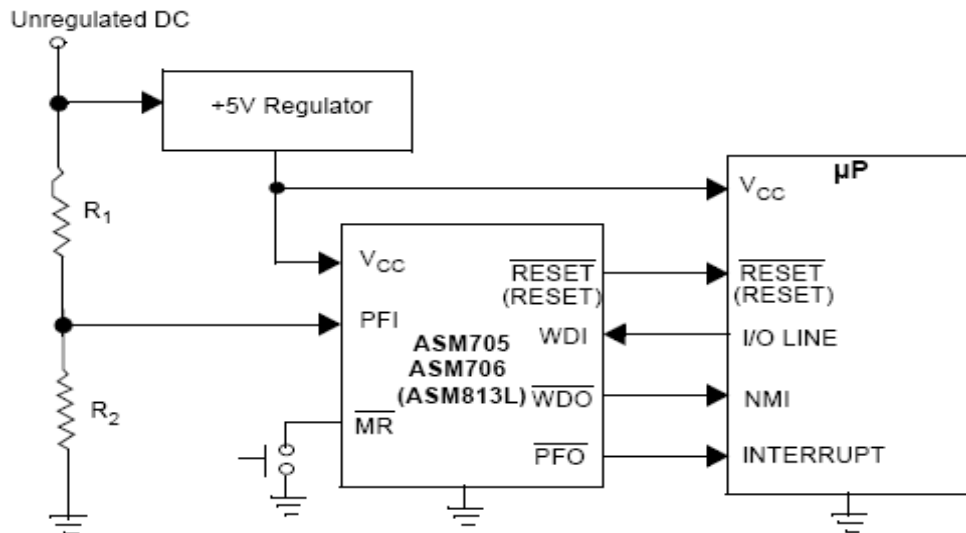 Unregulated DC
+5V Regulator
R1
R2
VCC
PFI
MR
ASM705
ASM706
(ASM813L)
RESET
(RESET)
WDI
WDO
PFO
µP
VCC
RESET
(RESET)
I/O LINE
NMI
INTERRUPT